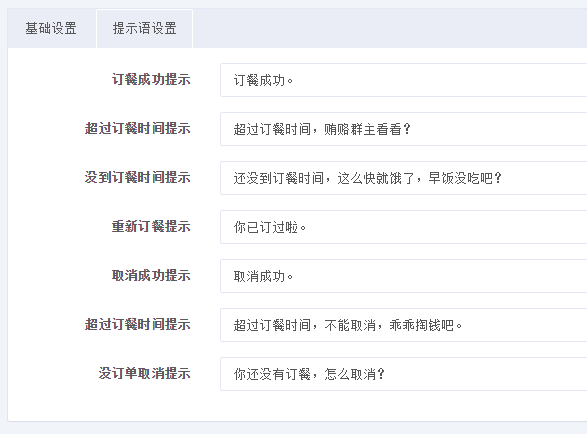 基础设置 提示语设置
订餐成功提示 订餐成功。
超过订餐时间提示 超过订餐时间，贿赂群主看看？
没到订餐时间提示 还没到订餐时间，这么快就饿了，早饭没吃吧？
重新订餐提示 你已订过啦。
取消成功提示 取消成功。
超过订餐时间提示 超过订餐时间，不能取消，乖乖掏钱吧。
没订单取消提示 你还没有订餐，怎么取消？